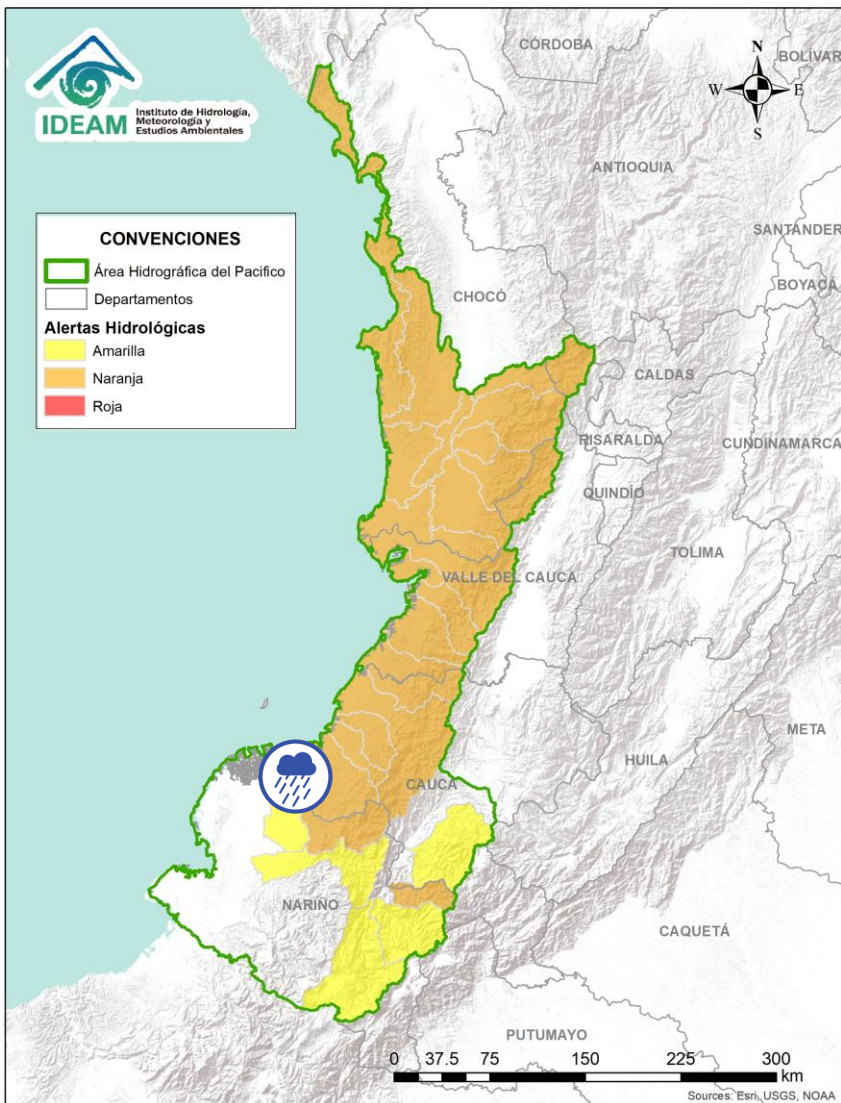 IDEAM
Instituto de Hidrología,
Meteorología y
Estudios Ambientales
N
W
E
S
CÓRDOBA
BOLÍVAR
ANTIOQUIA
SANTANDER
BOYACÁ
CHOCÓ
CALDAS
RISARALDA
CUNDINAMARCA
QUINDÍO
TOLIMA
VALLE DEL CAUCA
META
HUILA
CAUCA
NARIÑO
CAQUETÁ
PUTUMAYO
CONVENCIONES
Área Hidrográfica del Pacifico
Departamentos
Alertas Hidrológicas
Amarilla
Naranja
Roja
0 37.5 75 150 225 300
km
Sources: Esri, USGS, NOAA